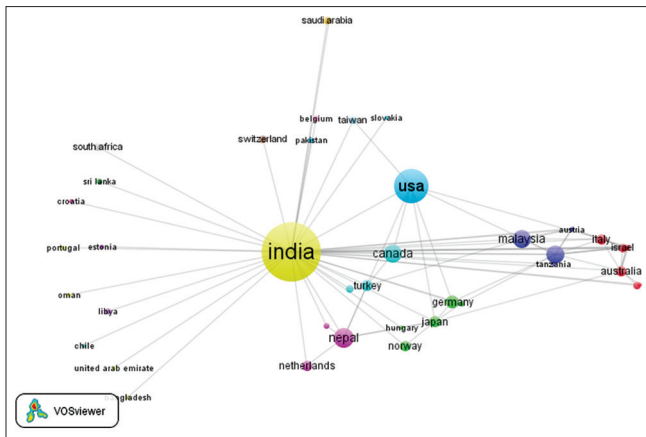 saudi arabia
belgium
taiwan
slovakia
switzerland
pakistan
south africa
sri lanka
croatia
usa
portugal
estonia
india
canada
malaysia
austria
italy
israel
tanzania
australia
oman
libya
turkey
germany
japan
hungary
norway
nepal
netherlands
chile
united arab emirate
bangladesh
VOSviewer